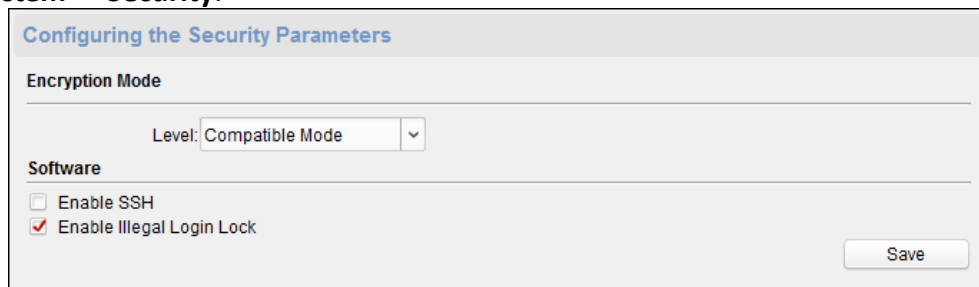 Configuring the Security Parameters
Encryption Mode
Level: Compatible Mode
Software
Enable SSH
Enable Illegal Login Lock
Save